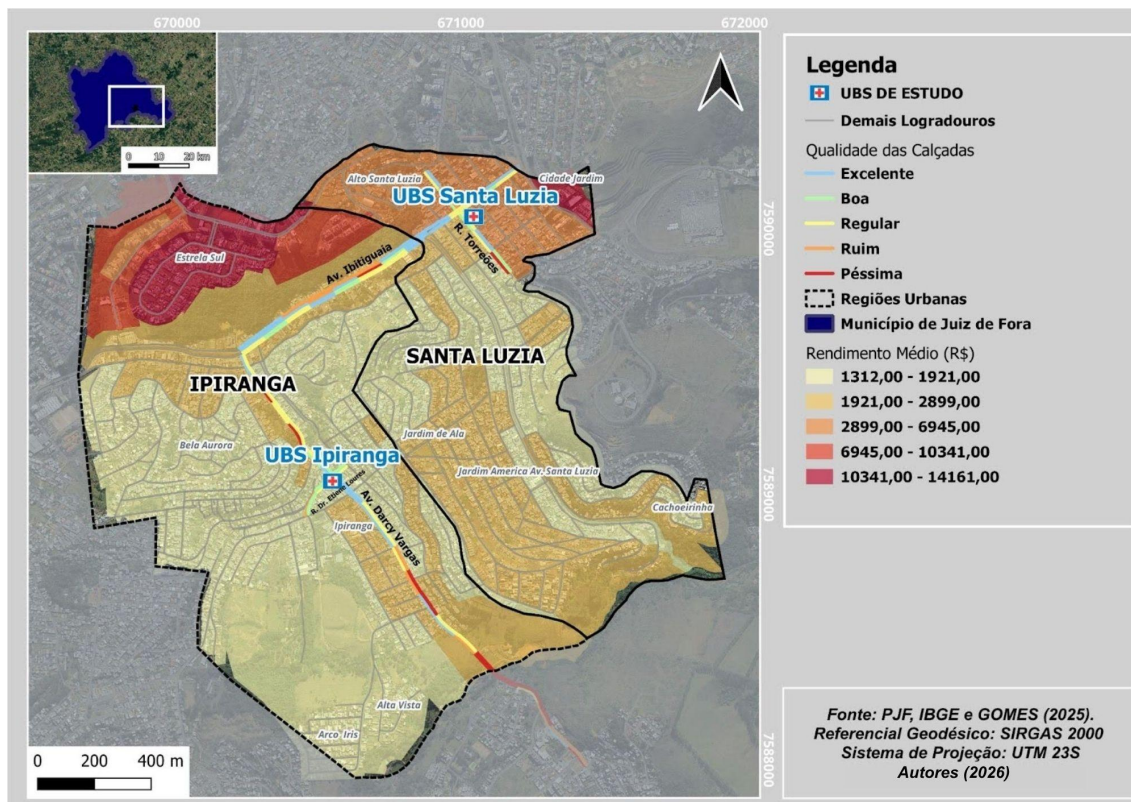 670000
671000
672000
7590000
7589000
7588000
0 10 20 km
Alto Santa Luzia
Cidade Jardim
UBS Santa Luzia
R. Torreões
Estrela Sul
Av. Ibitiguaia
SANTA LUZIA
IPIRANGA
Bela Aurora
Jardim de Ala
UBS Ipiranga
Jardim America Av. Santa Luzia
R. Dr. Etiene Loures
Cachoeirinha
Ipiranga
Av. Darcy Vargas
Alta Vista
Arco Iris
0 200 400 m
Legenda
UBS DE ESTUDO
Demais Logradouros
Qualidade das Calçadas
Excelente
Boa
Regular
Ruim
Péssima
Regiões Urbanas
Município de Juiz de Fora
Rendimento Médio (R$)
1312,00 - 1921,00
1921,00 - 2899,00
2899,00 - 6945,00
6945,00 - 10341,00
10341,00 - 14161,00
Fonte: PJF, IBGE e GOMES (2025).
Referencial Geodésico: SIRGAS 2000
Sistema de Projeção: UTM 23S
Autores (2026)